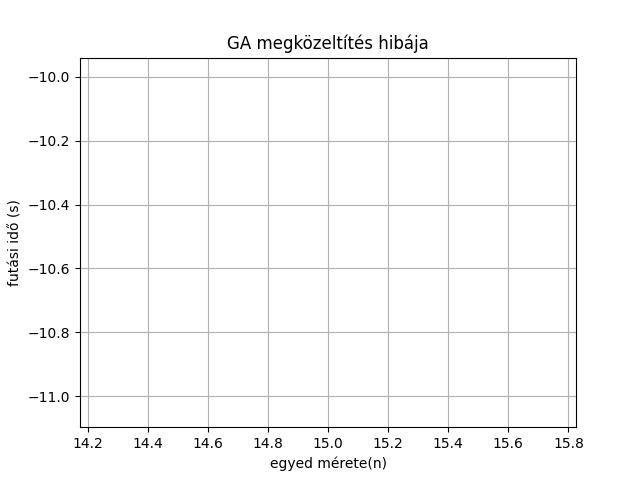 GA megközeltítés hibája
−10.0
−10.2
−10.4
−10.6
−10.8
−11.0
futási idő (s)
14.2 14.4 14.6 14.8 15.0 15.2 15.4 15.6 15.8
egyed mérete(n)